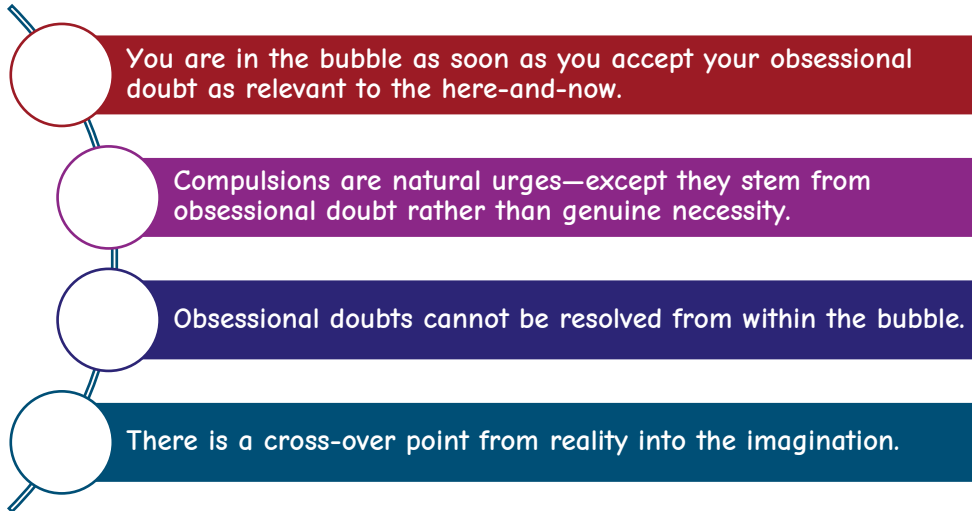 You are in the bubble as soon as you accept your obsessional
doubt as relevant to the here-and-now.
Compulsions are natural urges—except they stem from
obsessional doubt rather than genuine necessity.
Obsessional doubts cannot be resolved from within the bubble.
There is a cross-over point from reality into the imagination.